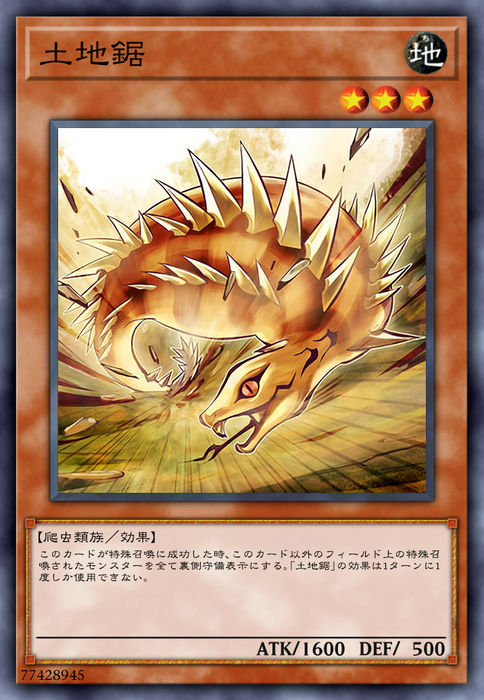 土地鋸
ち
地
【爬虫類族／効果】
このカードが特殊召喚に成功した時、このカード以外のフィールド上の特殊召
喚されたモンスターを全て裏側守備表示にする。「土地鋸」の効果は1ターンに1
度しか使用できない。
ATK/1600 DEF/ 500
77428945